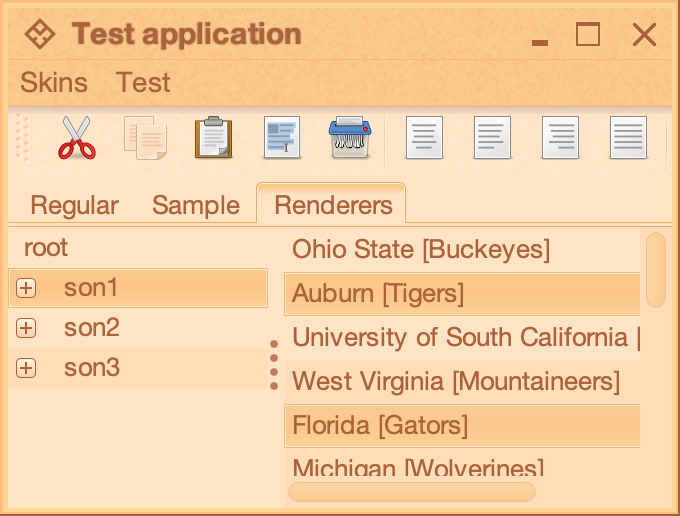 Test application
Skins Test
Regular Sample Renderers
root
son1
son2
son3
Ohio State [Buckeyes]
Auburn [Tigers]
University of South California [
West Virginia [Mountaineers]
Florida [Gators]
Michigan [Wolverines]